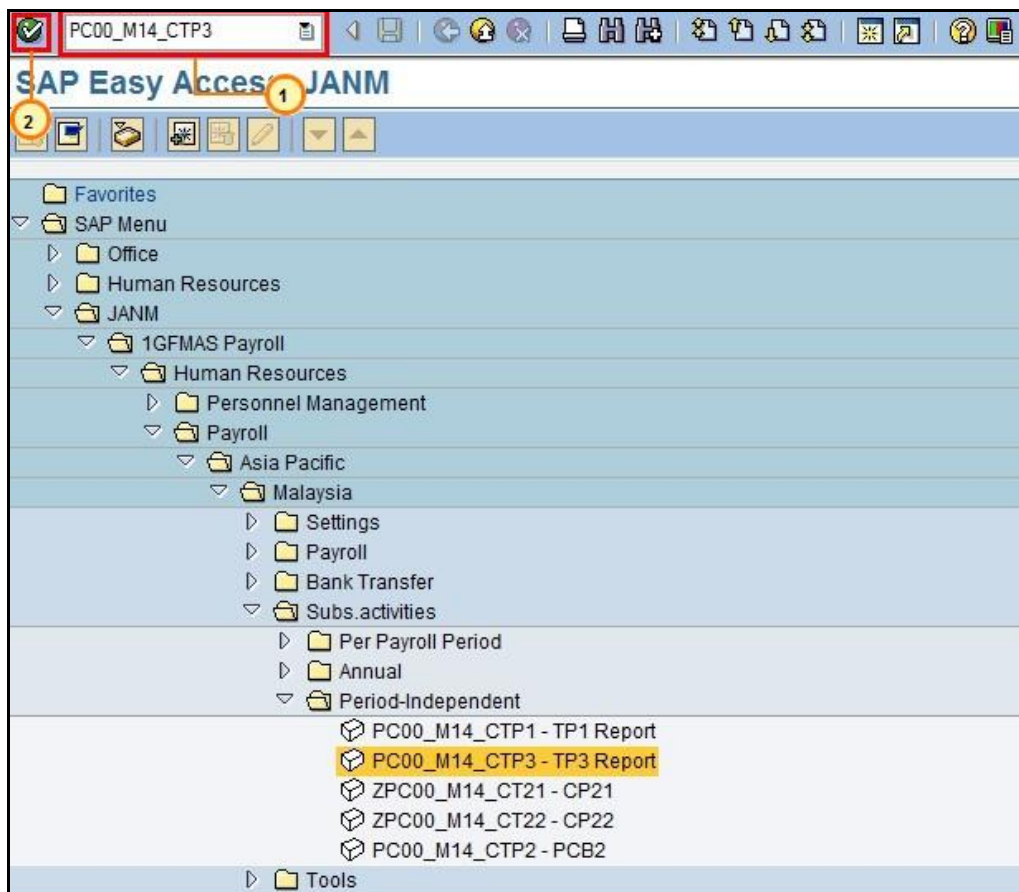 PC00_M14_CTP3
SAP Easy Access JANM
1
2
Favorites
SAP Menu
Office
Human Resources
JANM
1GFMAS Payroll
Human Resources
Personnel Management
Payroll
Asia Pacific
Malaysia
Settings
Payroll
Bank Transfer
Subs.activities
Per Payroll Period
Annual
Period-Independent
PC00_M14_CTP1 - TP1 Report
PC00_M14_CTP3 - TP3 Report
ZPC00_M14_CT21 - CP21
ZPC00_M14_CT22 - CP22
PC00_M14_CTP2 - PCB2
Tools